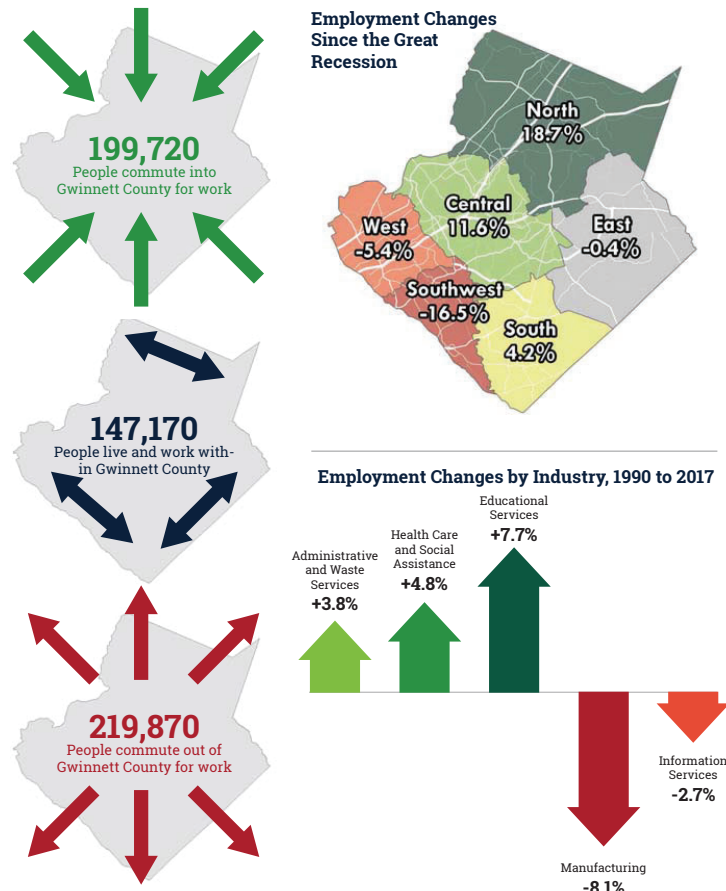 199,720
People commute into
Gwinnett County for work
147,170
People live and work with-
in Gwinnett County
219,870
People commute out of
Gwinnett County for work
Employment Changes
Since the Great
Recession
North
18.7%
Central
11.6%
West
-5.4%
East
-0.4%
Southwest
-16.5%
South
4.2%
Employment Changes by Industry, 1990 to 2017
Administrative
and Waste
Services
+3.8%
Health Care
and Social
Assistance
+4.8%
Educational
Services
+7.7%
Manufacturing
-8.1%
Information
Services
-2.7%